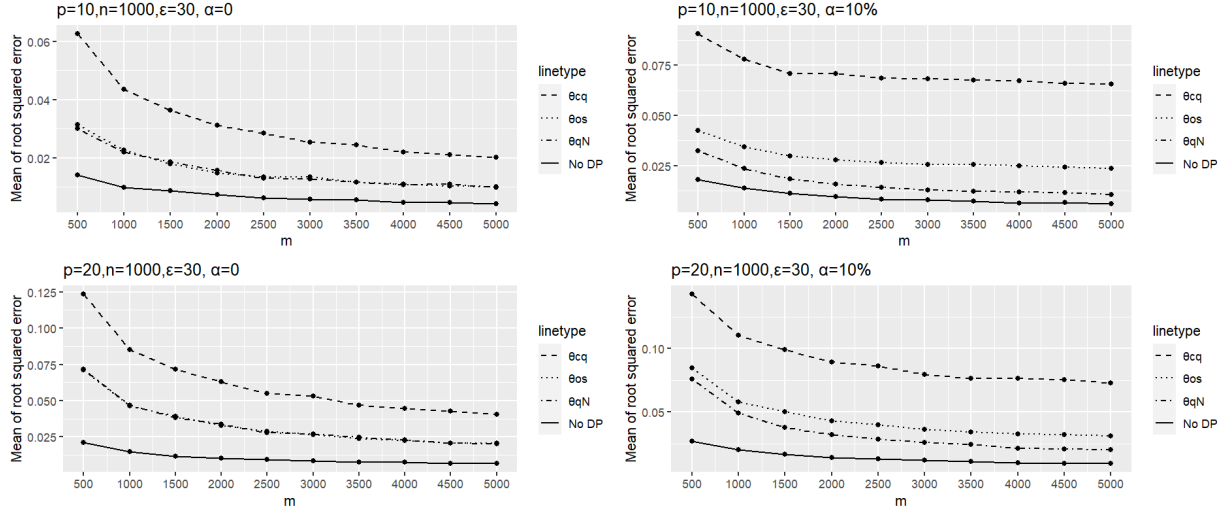 p=10,n=1000,ε=30, α=0
Mean of root squared error
0.06
0.04
0.02
500 1000 1500 2000 2500 3000 3500 4000 4500 5000
m
linetype
θcq
θos
θqN
No DP
p=10,n=1000,ε=30, α=10%
Mean of root squared error
0.075
0.050
0.025
500 1000 1500 2000 2500 3000 3500 4000 4500 5000
m
linetype
θcq
θos
θqN
No DP
p=20,n=1000,ε=30, α=0
Mean of root squared error
0.125
0.100
0.075
0.050
0.025
500 1000 1500 2000 2500 3000 3500 4000 4500 5000
m
linetype
θcq
θos
θqN
No DP
p=20,n=1000,ε=30, α=10%
Mean of root squared error
0.10
0.05
500 1000 1500 2000 2500 3000 3500 4000 4500 5000
m
linetype
θcq
θos
θqN
No DP